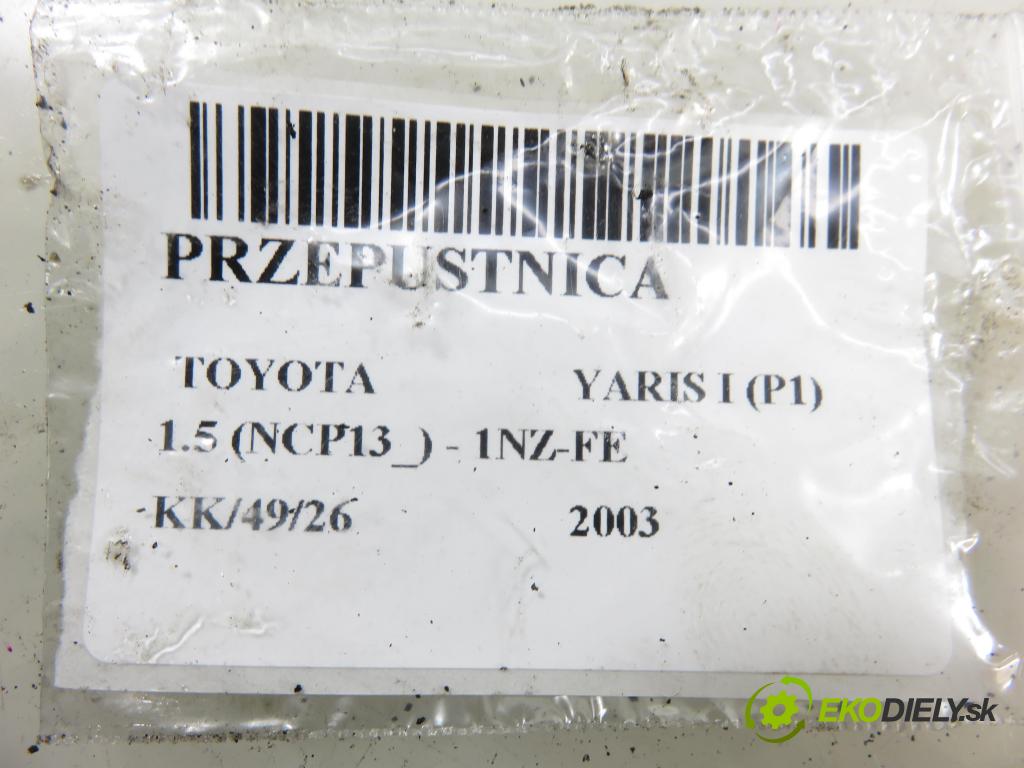 PRZEPUSTNICA
TOYOTA YARIS I (P1)
1.5 (NCP13_) - 1NZ-FE
KK/49/26 2003
EKODIELY.sk